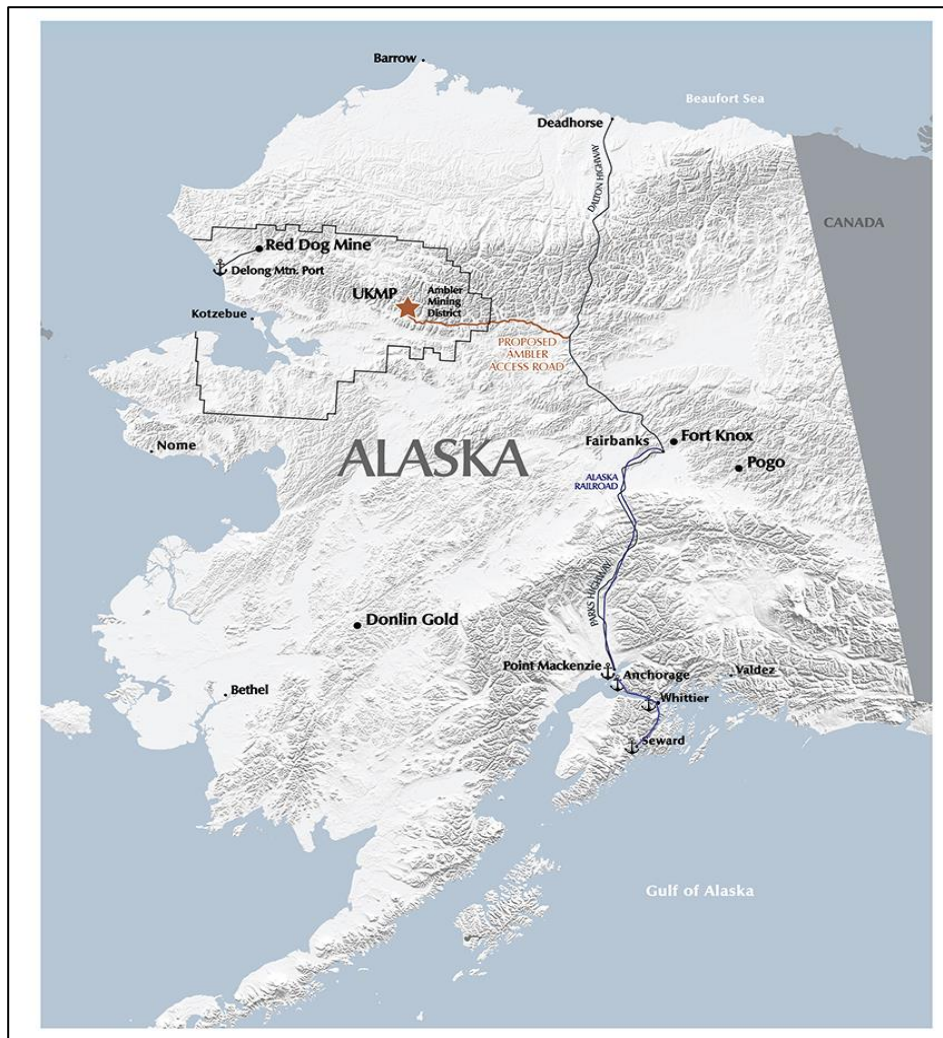 Barrow
Beaufort Sea
Deadhorse
DALTON HIGHWAY
CANADA
Red Dog Mine
Delong Mtn. Port
UKMP
Ambler
Mining
District
Kotzebue
PROPOSED
AMBLER
ACCESS ROAD
Nome
ALASKA
Fairbanks
Fort Knox
Pogo
ALASKA
RAILROAD
PARKS HIGHWAY
Donlin Gold
Point Mackenzie
Anchorage
Valdez
Bethel
Whittier
Seward
Gulf of Alaska